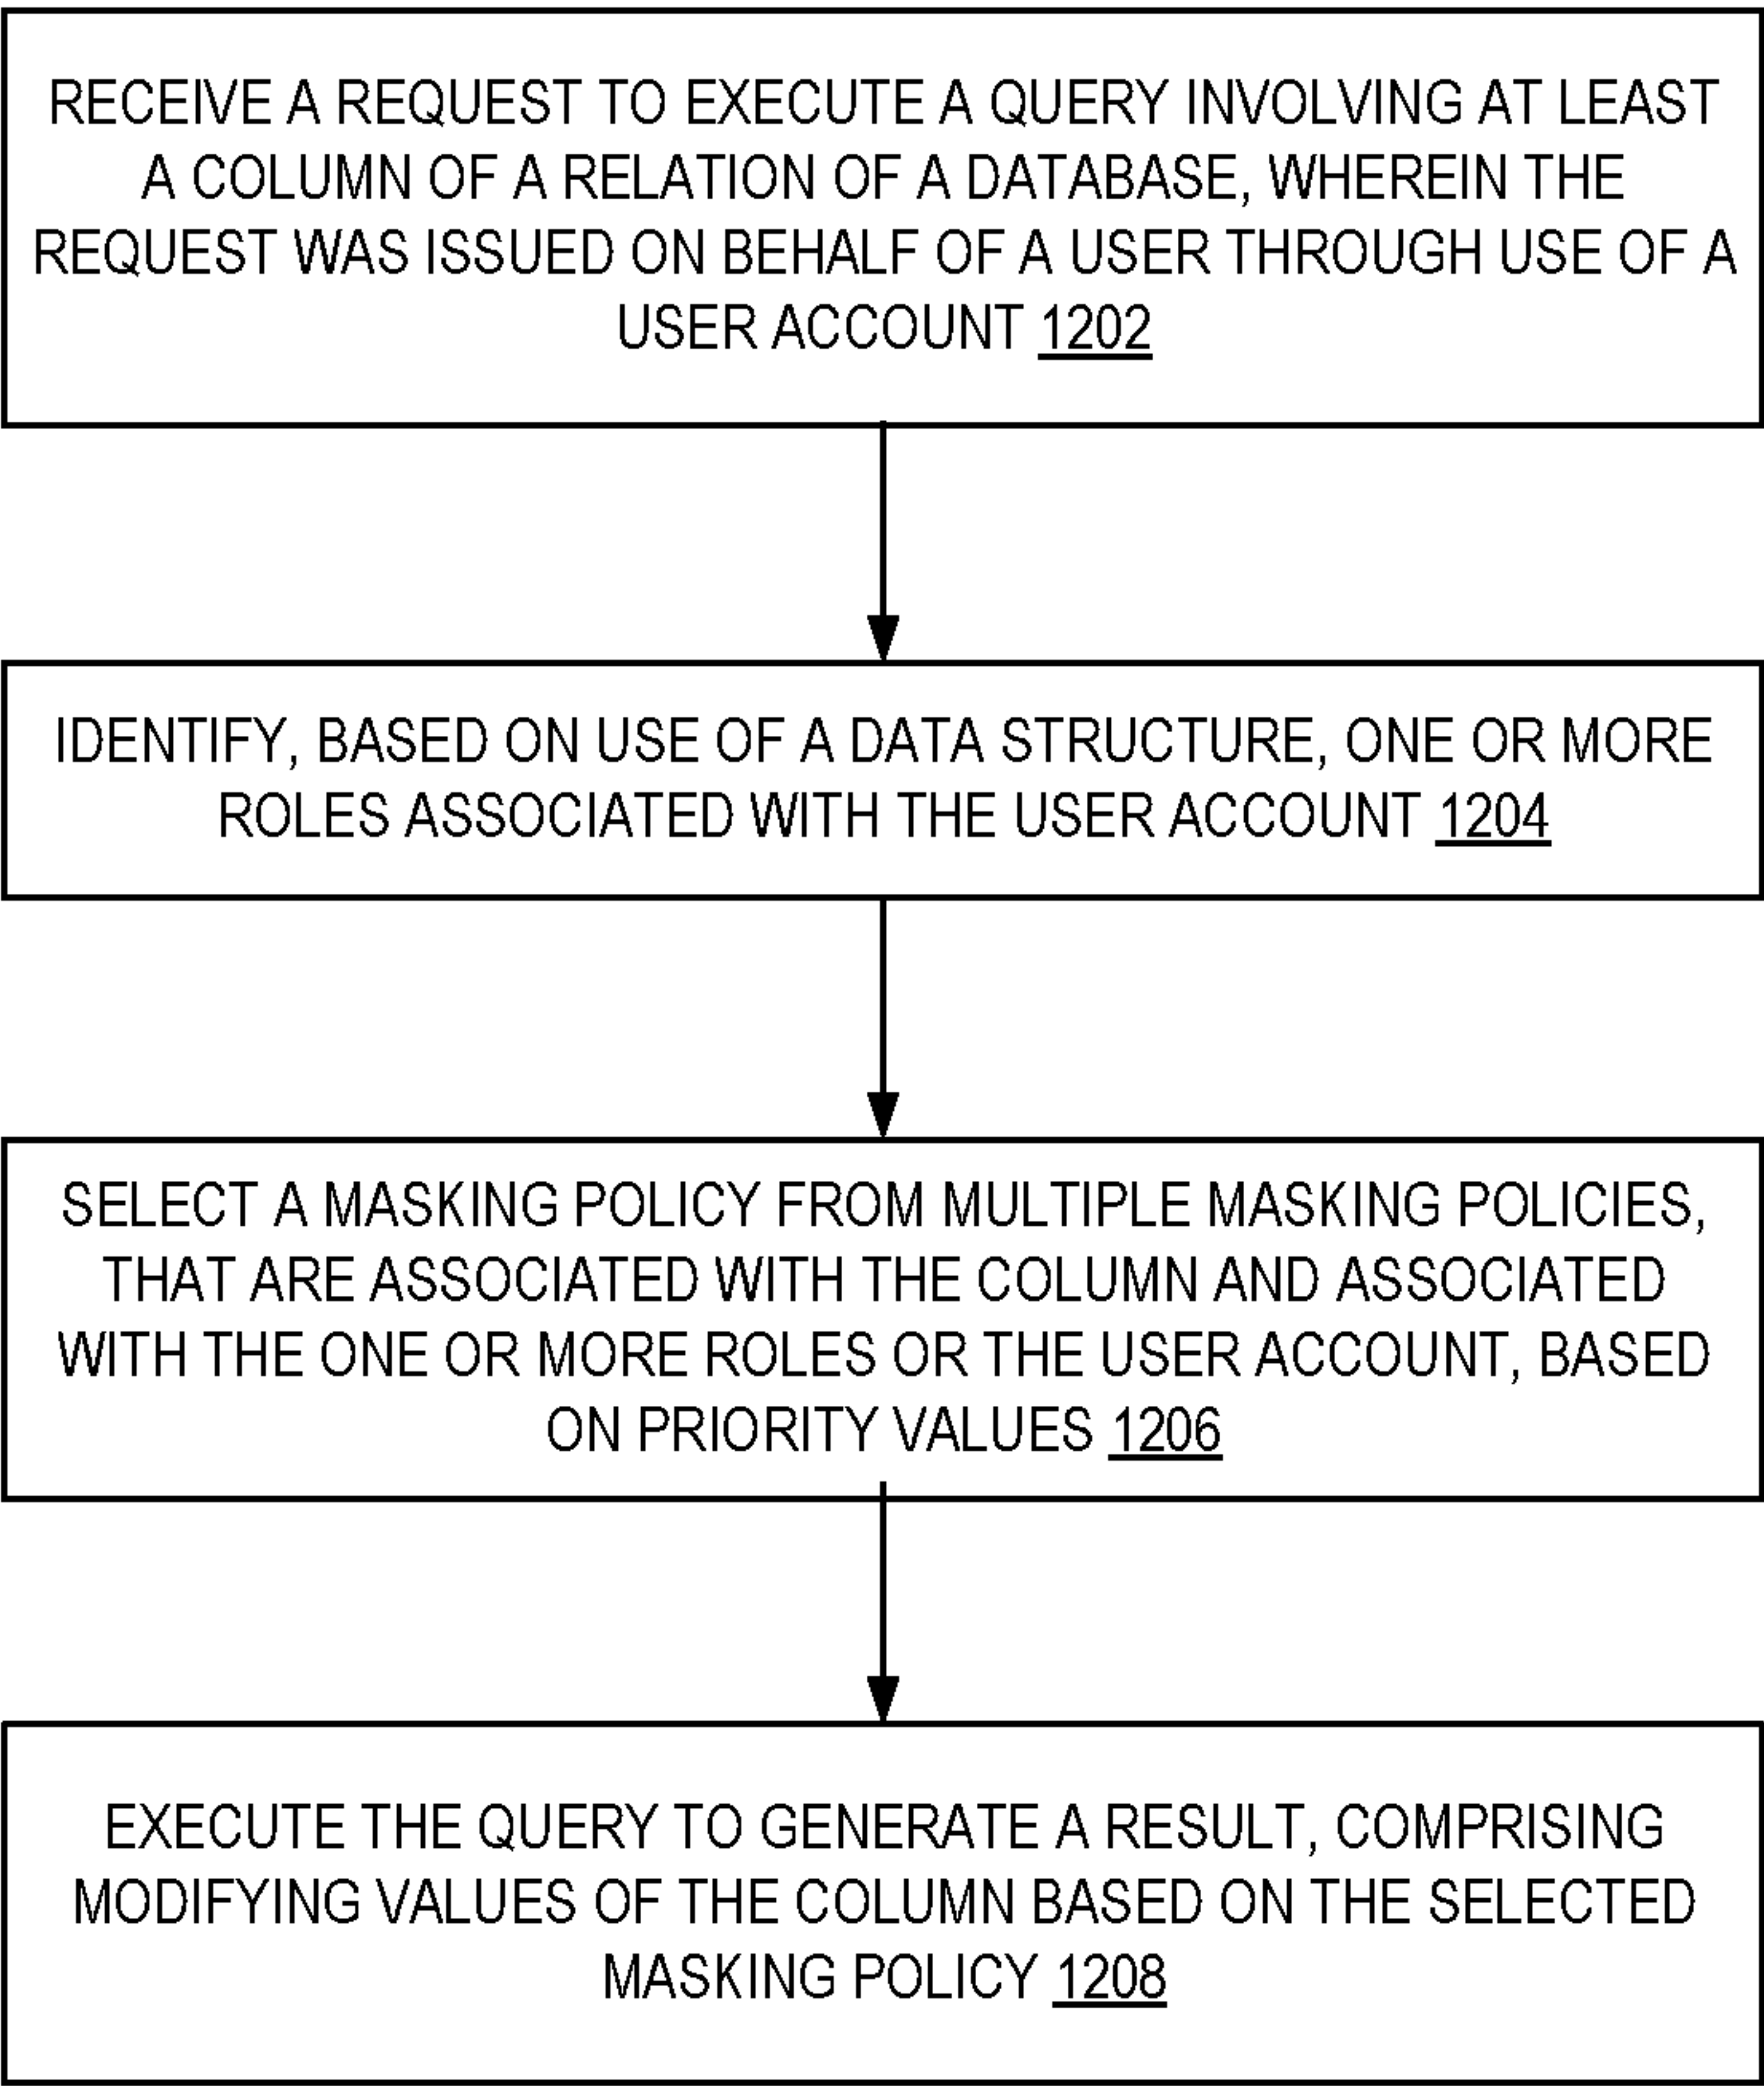 RECEIVE A REQUEST TO EXECUTE A QUERY INVOLVING AT LEAST
A COLUMN OF A RELATION OF A DATABASE, WHEREIN THE
REQUEST WAS ISSUED ON BEHALF OF A USER THROUGH USE OF A
USER ACCOUNT 1202
IDENTIFY, BASED ON USE OF A DATA STRUCTURE, ONE OR MORE
ROLES ASSOCIATED WITH THE USER ACCOUNT 1204
SELECT A MASKING POLICY FROM MULTIPLE MASKING POLICIES,
THAT ARE ASSOCIATED WITH THE COLUMN AND ASSOCIATED
WITH THE ONE OR MORE ROLES OR THE USER ACCOUNT, BASED
ON PRIORITY VALUES 1206
EXECUTE THE QUERY TO GENERATE A RESULT, COMPRISING
MODIFYING VALUES OF THE COLUMN BASED ON THE SELECTED
MASKING POLICY 1208